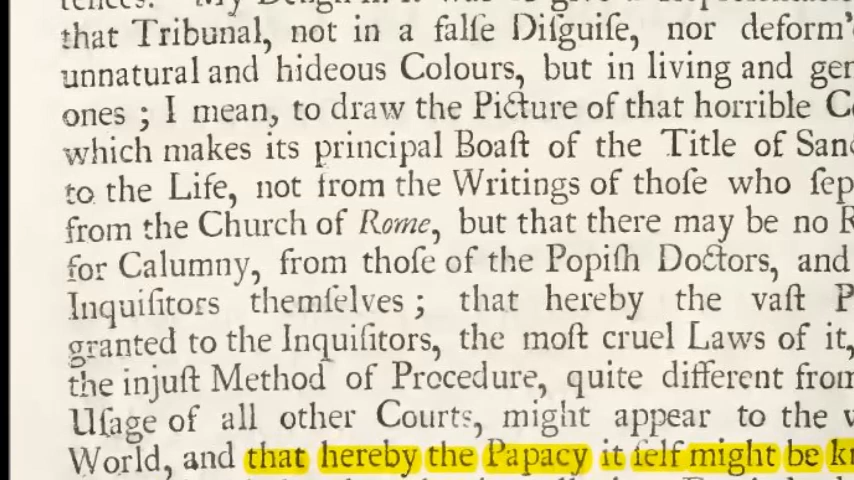 that Tribunal, not in a falſe Diſguiſe, nor deform'
unnatural and hideous Colours, but in living and
ones ; I mean, to draw the Picture of that horrible
which makes its principal Boaſt of the Title of
to the Life, not from the Writings of thoſe who
from the Church of Rome, but that there may be no
for Calumny, from thoſe of the Popiſh Doctors, and
Inquiſitors themſelves ; that hereby the vaſt
granted to the Inquiſitors, the moſt cruel Laws of it,
the injuſt Method of Procedure, quite different from
Uſage of all other Courts, might appear to the
World, and that hereby the Papacy it ſelf might be